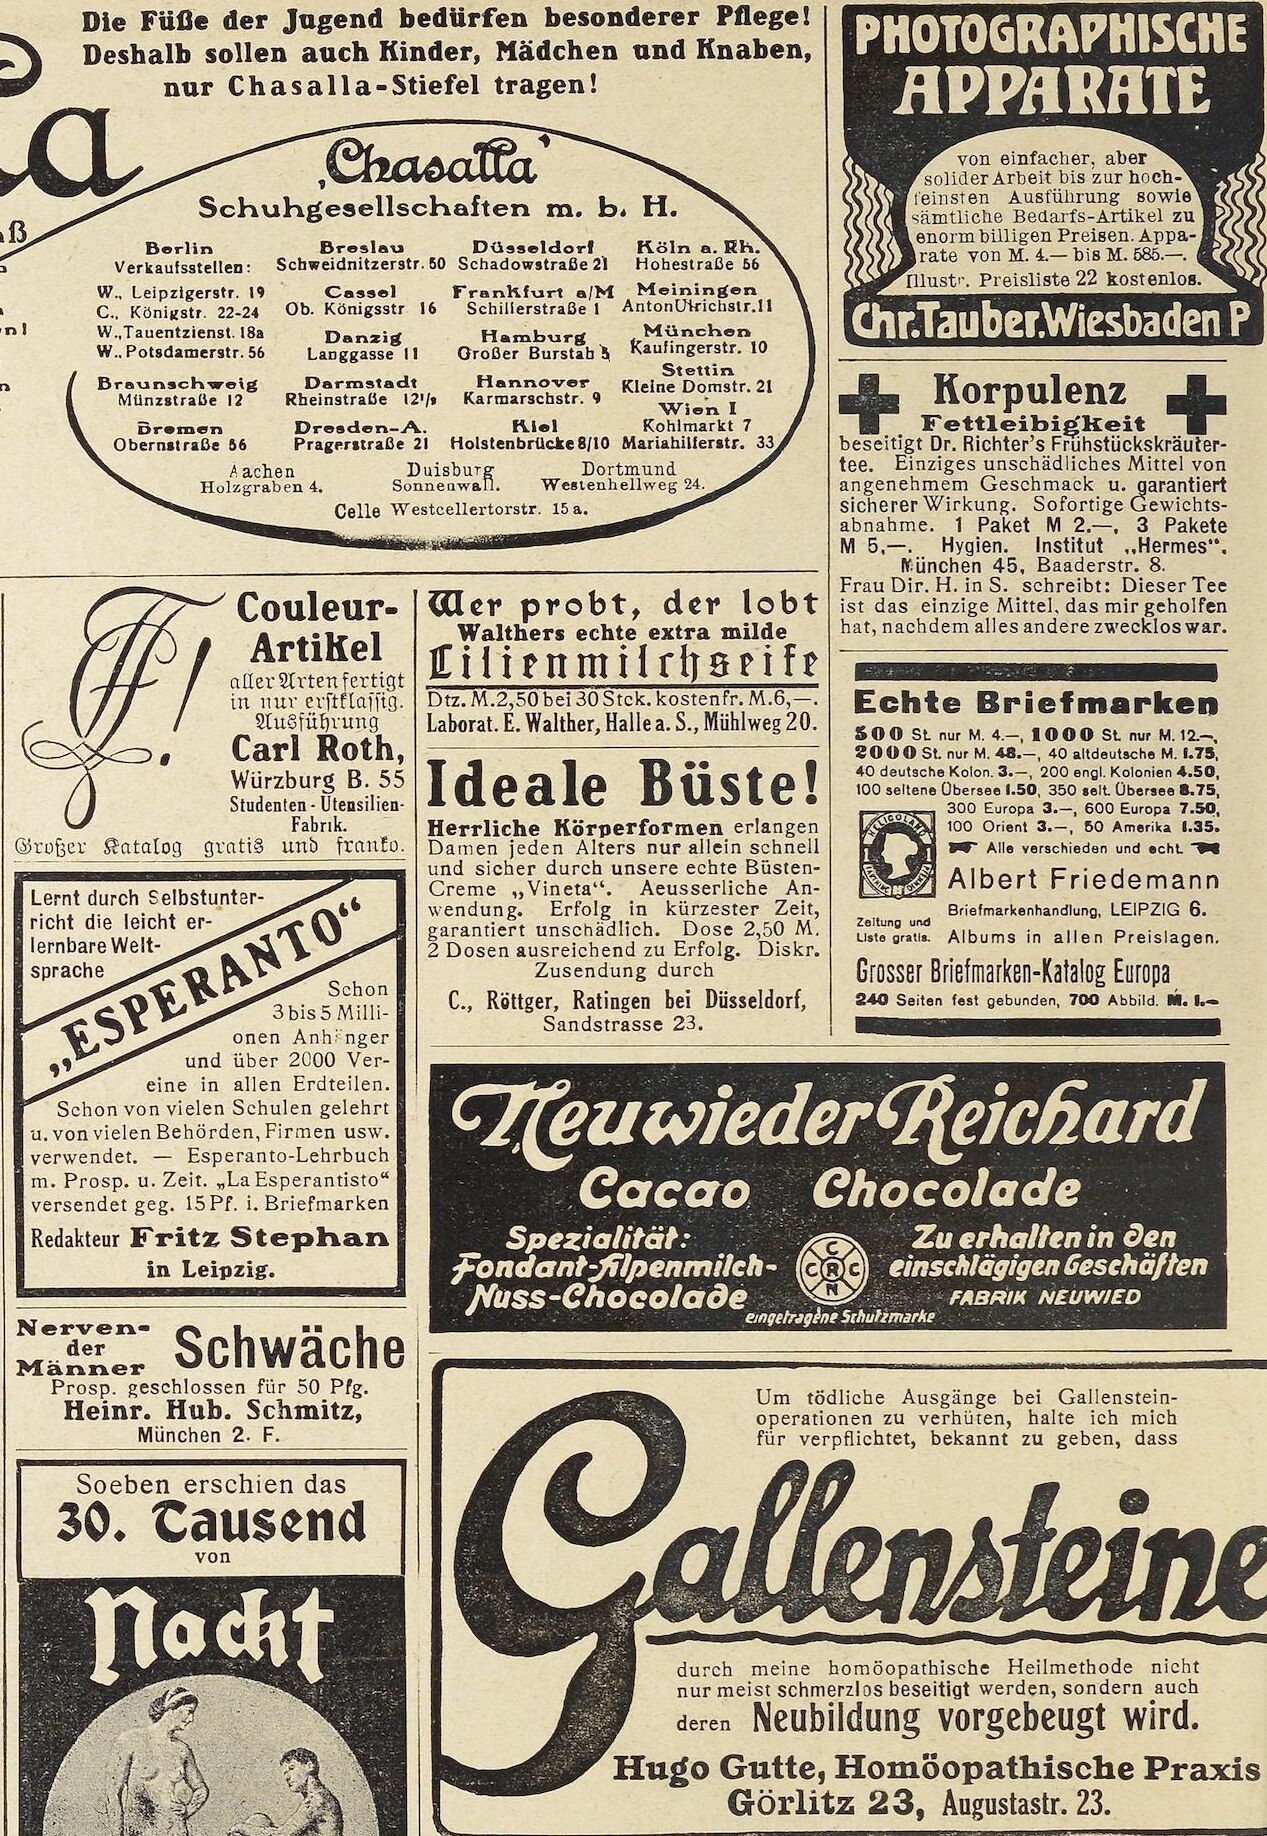 Die Füße der Jugend bedürfen besonderer Pflege!
Deshalb sollen auch Kinder, Mädchen und Knaben,
nur Chasalla-Stiefel tragen!
‚Chasalla'
Schuhgesellschaften m. b. H.
Berlin
Verkaufsstellen:
W., Leipzigerstr. 19
C., Königstr. 22-24
W., Tauentzienst. 18a
W., Potsdamerstr. 56
Braunschweig
Münzstraße 12
Bremen
Obernstraße 56
Breslau
Schweidnitzerstr. 50
Cassel
Ob. Königsstr 16
Danzig
Langgasse 11
Darmstadt
Rheinstraße 12½
Dresden-A.
Pragerstraße 21
Düsseldorf
Schadowstraße 21
Frankfurt a/M
Schillerstraße 1
Hamburg
Großer Burstah
Hannover
Karmarschstr. 9
Kiel
Holstenbrücke 8/10
Köln a. Rh.
Hohestraße 56
Meiningen
Anton Ulrichstr. 11
München
Kaufingerstr. 10
Stettin
Kleine Domstr. 21
Wien I
Kohlmarkt 7
Mariahilferstr. 33
Aachen
Holzgraben 4.
Duisburg
Sonnenwall.
Dortmund
Westenhellweg 24.
Celle Westcellertorstr. 15 a.
PHOTOGRAPHISCHE
APPARATE
von einfacher, aber
solider Arbeit bis zur hoch-
feinsten Ausführung sowie
sämtliche Bedarfs-Artikel zu
enorm billigen Preisen. Appa-
rate von M. 4.— bis M. 585.—.
Illustr. Preisliste 22 kostenlos.
Chr. Tauber, Wiesbaden P
Korpulenz
Fettleibigkeit
beseitigt Dr. Richter's Frühstückskräuter-
tee. Einziges unschädliches Mittel von
angenehmem Geschmack u. garantiert
sicherer Wirkung. Sofortige Gewichts-
abnahme. 1 Paket M 2.—, 3 Pakete
M 5,—. Hygien. Institut „Hermes“.
München 45, Baaderstr. 8.
Frau Dir. H. in S. schreibt: Dieser Tee
ist das einzige Mittel, das mir geholfen
hat, nachdem alles andere zwecklos war.
Couleur-
Artikel
aller Arten fertigt
in nur erstklassig.
Ausführung
Carl Roth,
Würzburg B. 55
Studenten-Utensilien-
Fabrik.
Großer Katalog gratis und franko.
Wer probt, der lobt
Walthers echte extra milde
Lilienmilchseife
Dtz. M. 2,50 bei 30 Stck. kostenfr. M. 6,—.
Laborat. E. Walther, Halle a. S., Mühlweg 20.
Ideale Büste!
Herrliche Körperformen erlangen
Damen jeden Alters nur allein schnell
und sicher durch unsere echte Büsten-
Creme „Vineta“. Aeusserliche An-
wendung. Erfolg in kürzester Zeit,
garantiert unschädlich. Dose 2,50 M.
2 Dosen ausreichend zu Erfolg. Diskr.
Zusendung durch
C., Röttger, Ratingen bei Düsseldorf,
Sandstrasse 23.
Echte Briefmarken
500 St. nur M. 4.—, 1000 St. nur M. 12.—,
2000 St. nur M. 48.—, 40 altdeutsche M. 1.75,
40 deutsche Kolon. 3.—, 200 engl. Kolonien 4.50,
100 seltene Übersee 1.50, 350 selt. Übersee 8.75,
300 Europa 3.—, 600 Europa 7.50,
100 Orient 3.—, 50 Amerika 1.35.
Alle verschieden und echt.
HELIGOLAND
Albert Friedemann
Briefmarkenhandlung, LEIPZIG 6.
Zeitung und
Liste gratis.
Albums in allen Preislagen.
Grosser Briefmarken-Katalog Europa
240 Seiten fest gebunden, 700 Abbild. M. 1.—
Lernt durch Selbstunter-
richt die leicht er-
lernbare Welt-
sprache
„ESPERANTO“
Schon
3 bis 5 Milli-
onen Anhänger
und über 2000 Ver-
eine in allen Erdteilen.
Schon von vielen Schulen gelehrt
u. von vielen Behörden, Firmen usw.
verwendet. — Esperanto-Lehrbuch
m. Prosp. u. Zeit. „La Esperantisto“
versendet geg. 15 Pf. i. Briefmarken
Redakteur Fritz Stephan
in Leipzig.
Neuwieder Reichard
Cacao Chocolade
Spezialität:
Fondant-Alpenmilch-
Nuss-Chocolade
C C R C N
eingetragene Schutzmarke
Zu erhalten in den
einschlägigen Geschäften
FABRIK NEUWIED
Nerven-
der
Männer
Schwäche
Prosp. geschlossen für 50 Pfg.
Heinr. Hub. Schmitz,
München 2. F.
Soeben erschien das
30. Tausend
von
Nackt
Um tödliche Ausgänge bei Gallenstein-
operationen zu verhüten, halte ich mich
für verpflichtet, bekannt zu geben, dass
Gallensteine
durch meine homöopathische Heilmethode nicht
nur meist schmerzlos beseitigt werden, sondern auch
deren Neubildung vorgebeugt wird.
Hugo Gutte, Homöopathische Praxis
Görlitz 23, Augustastr. 23.